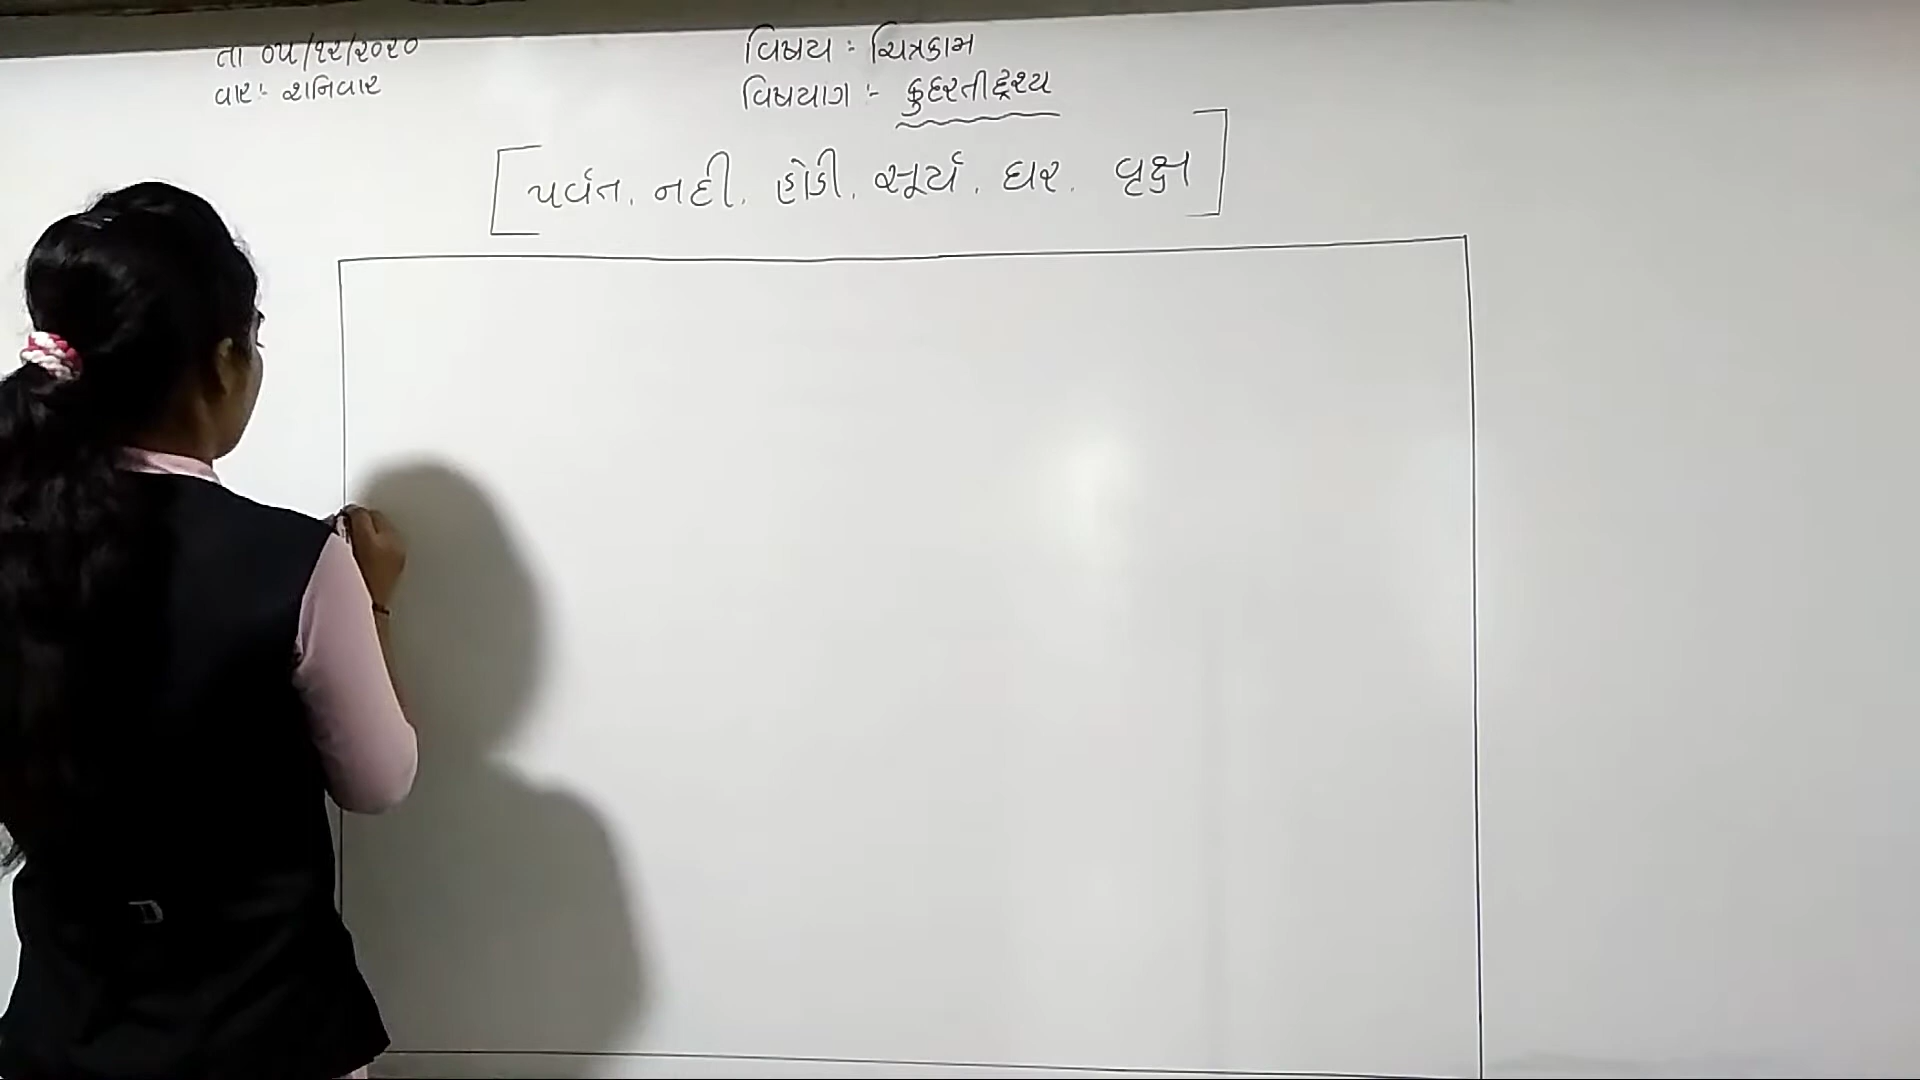 તા ૦૫/૧૨/૨૦૨૦
વાર:- શનિવાર
વિષય :- ચિત્રકામ
વિષયાગ :- કુદરતીદ્રશ્ય
[પર્વત, નદી, હોડી, સૂર્ય, ઘર, વૃક્ષ]